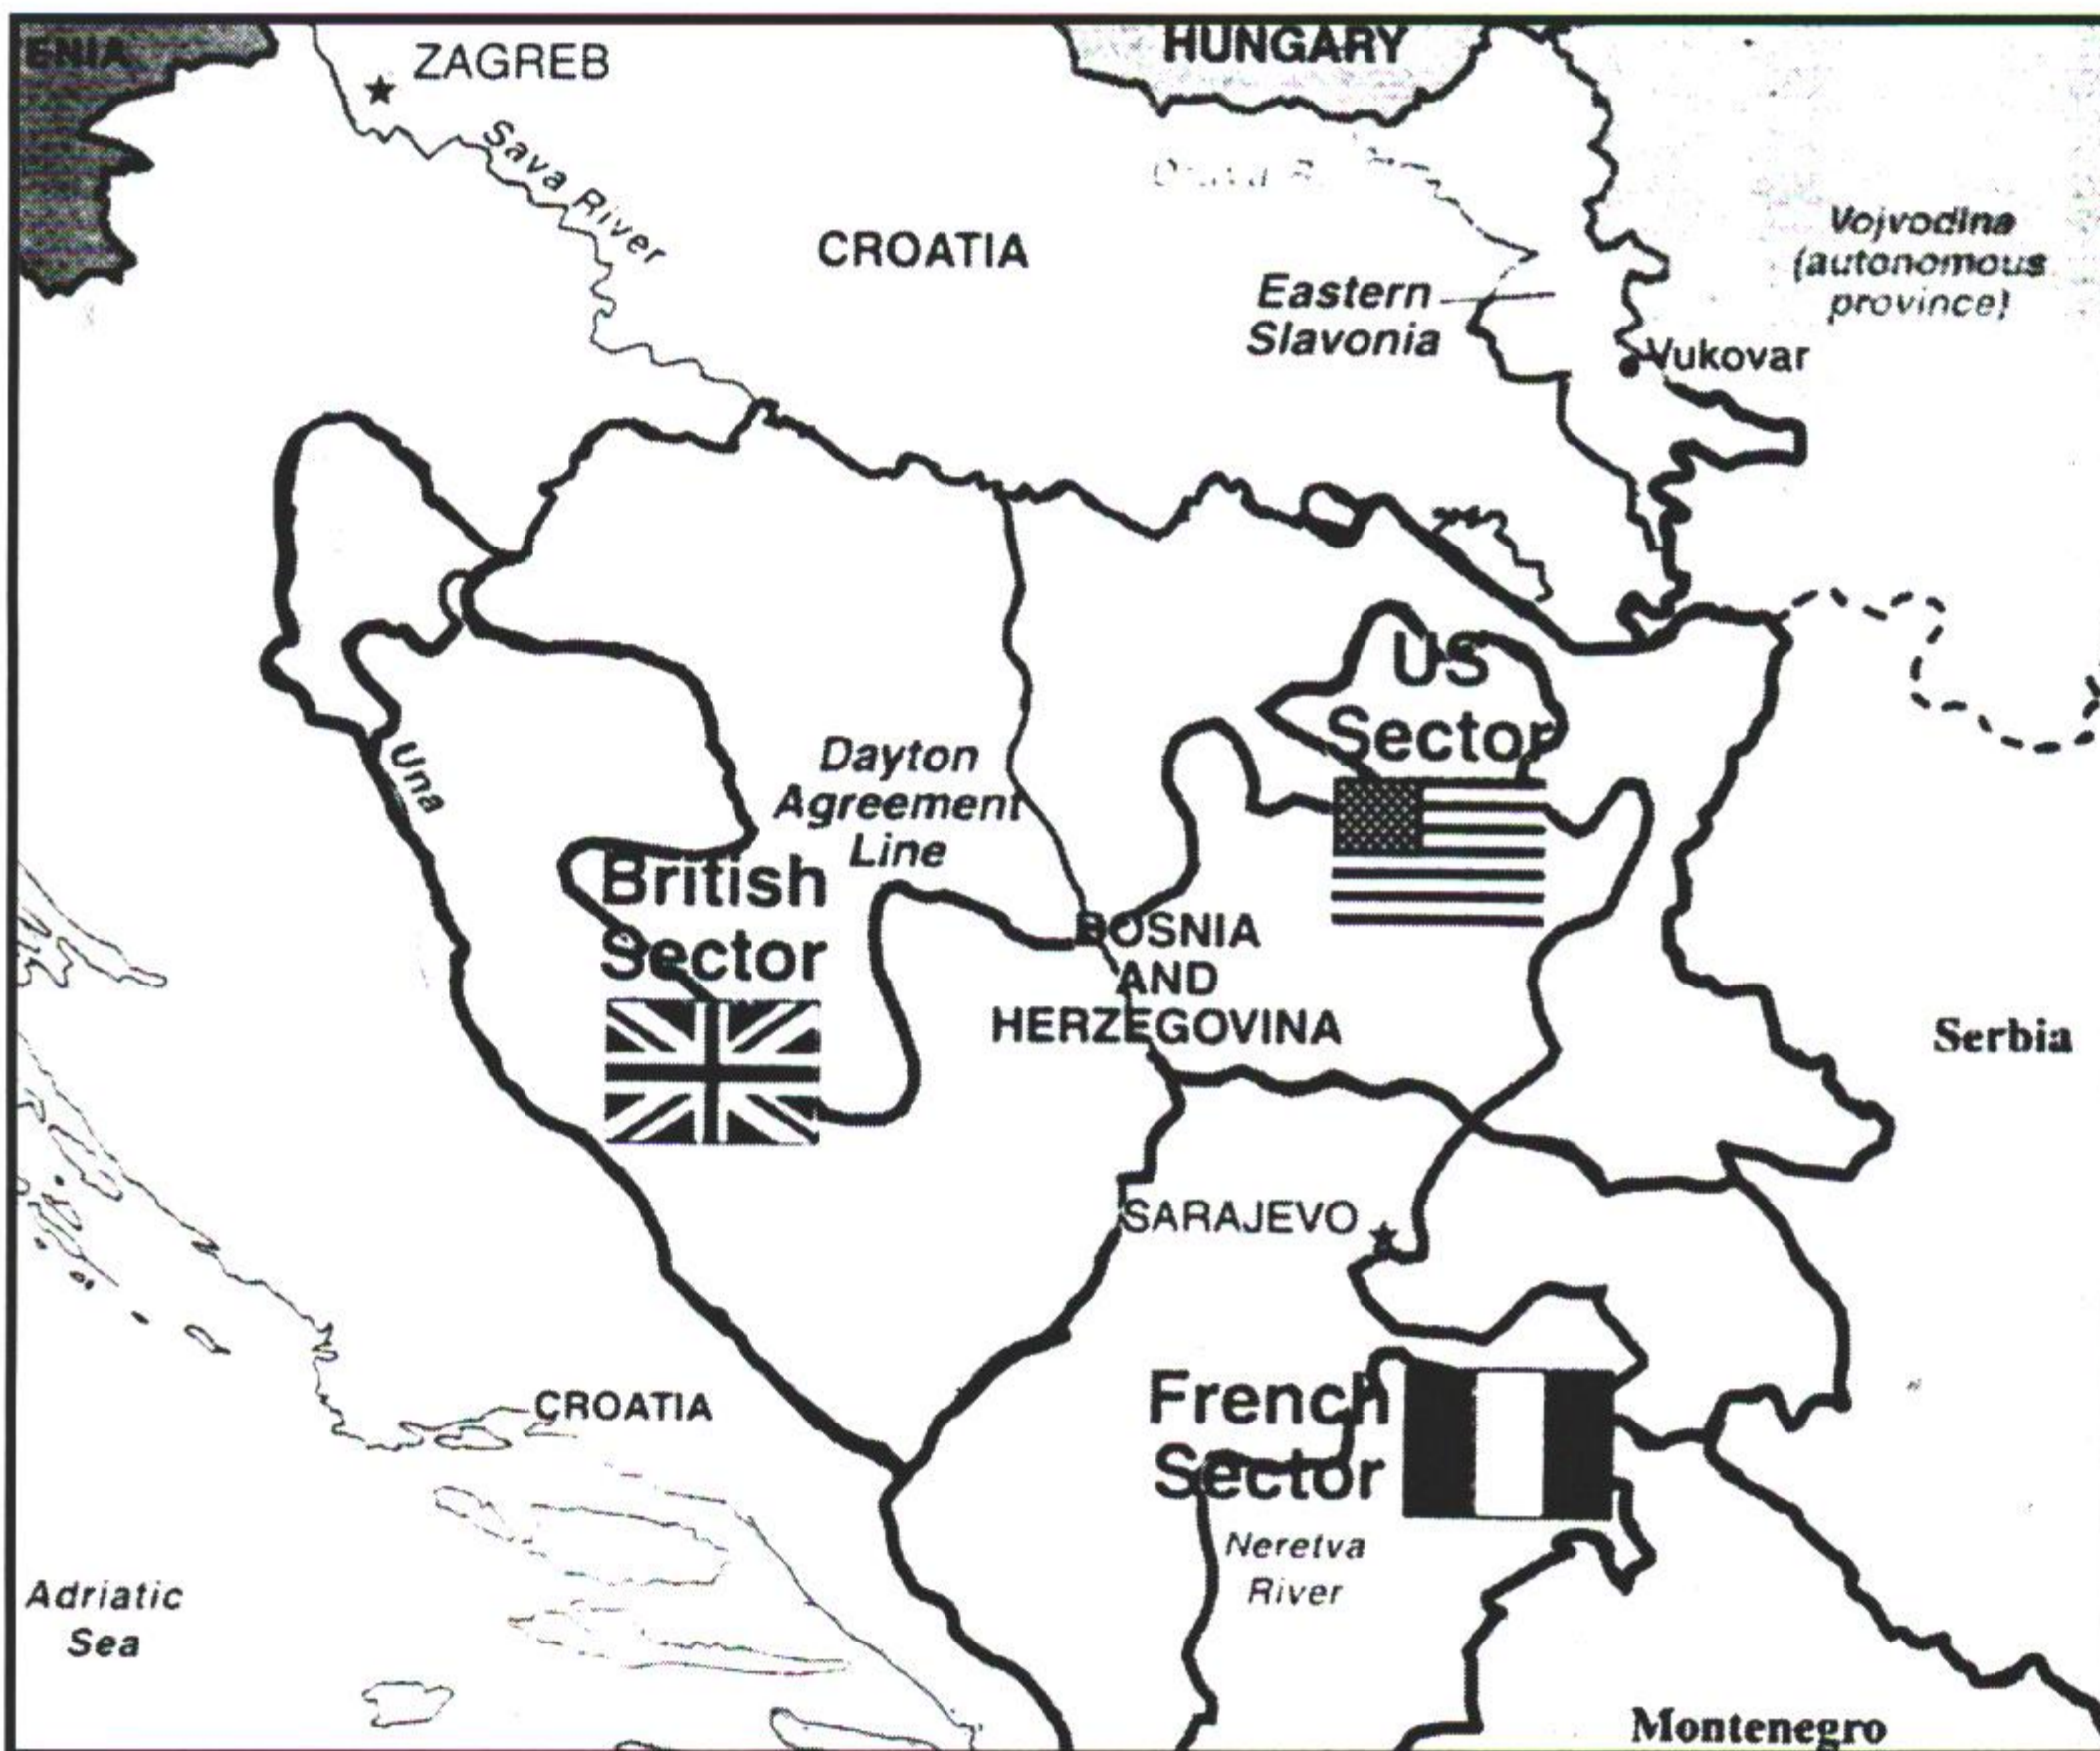 ENIA
ZAGREB
HUNGARY
Sava River
CROATIA
Vojvodina
(autonomous
province)
Eastern
Slavonia
Vukovar
US
Sector
Una
Dayton
Agreement
Line
British
Sector
BOSNIA
AND
HERZEGOVINA
Serbia
SARAJEVO
French
Sector
CROATIA
Neretva
River
Adriatic
Sea
Montenegro